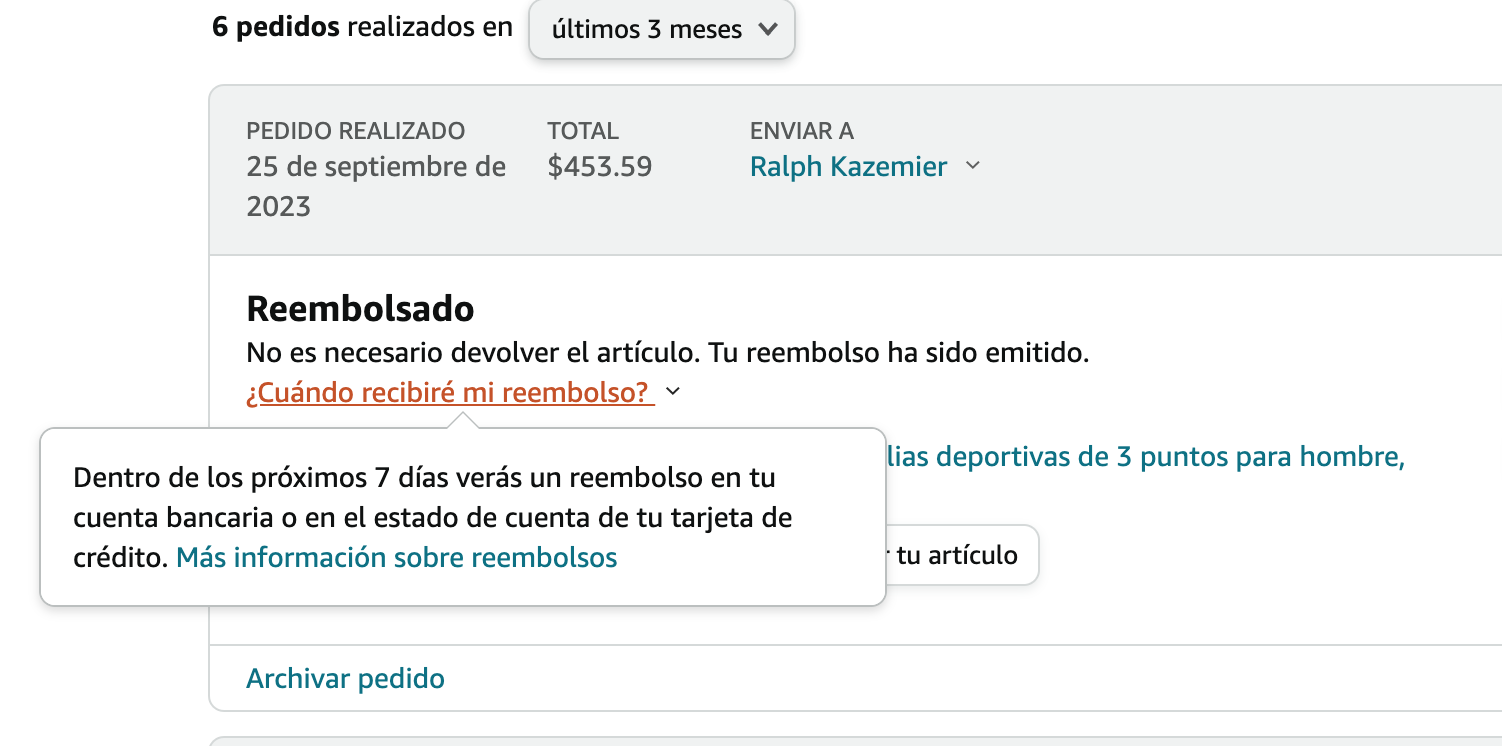 6 pedidos realizados en últimos 3 meses
PEDIDO REALIZADO TOTAL ENVIAR A
25 de septiembre de $453.59 Ralph Kazemier
2023
Reembolsado
No es necesario devolver el artículo. Tu reembolso ha sido emitido.
¿Cuándo recibiré mi reembolso?
Dentro de los próximos 7 días verás un reembolso en tu
cuenta bancaria o en el estado de cuenta de tu tarjeta de
crédito. Más información sobre reembolsos
deportivas de 3 puntos para hombre,
tu artículo
Archivar pedido